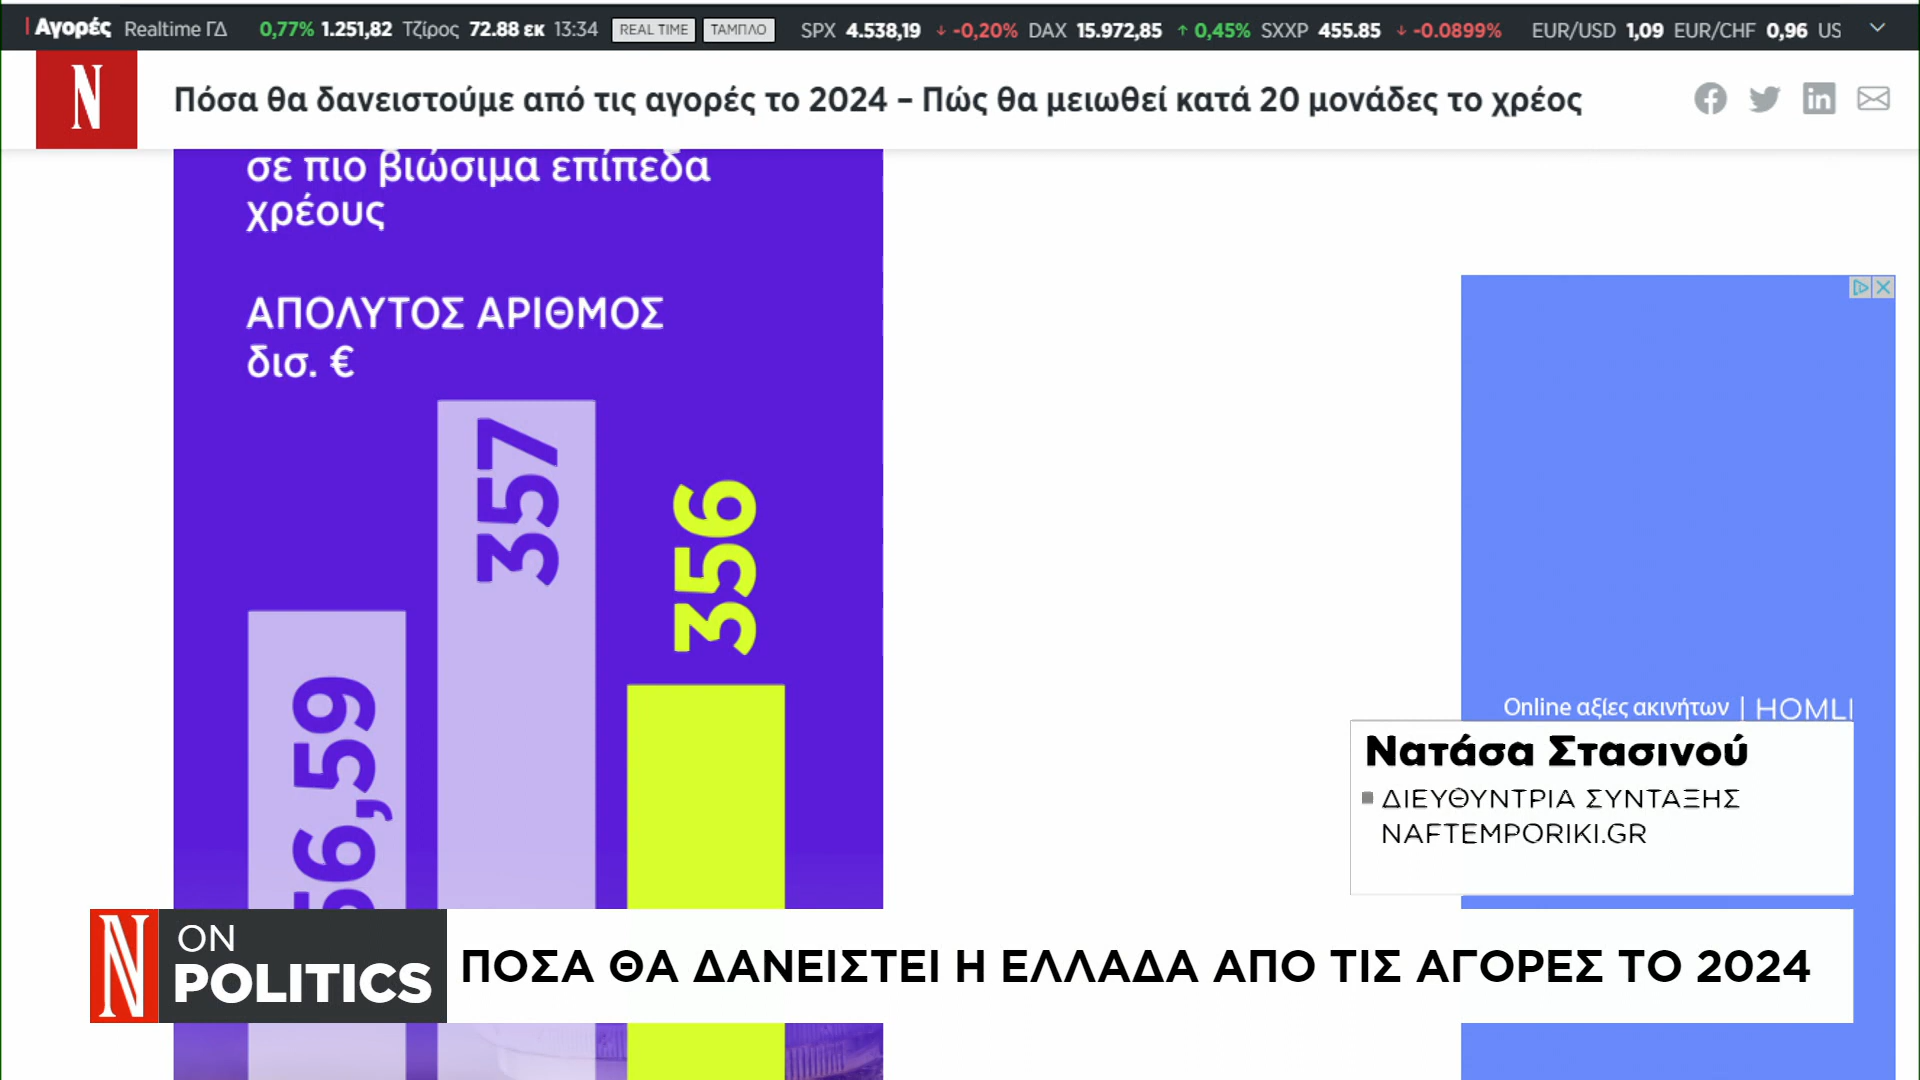 Αγορές Realtime ΓΔ 0,77% 1.251,82 Τζίρος 72.88 εκ 13:34 REAL TIME ΤΑΜΠΛΟ SPX 4.538,19 -0,20% DAX 15.972,85 0,45% SXXP 455.85 -0.0899% EUR/USD 1,09 EUR/CHF 0,96 US
N Πόσα θα δανειστούμε από τις αγορές το 2024 – Πώς θα μειωθεί κατά 20 μονάδες το χρέος
σε πιο βιώσιμα επίπεδα
χρέους
ΑΠΟΛΥΤΟΣ ΑΡΙΘΜΟΣ
δισ. €
357
356
6,59
Online αξίες ακινήτων | HOMLI
Νατάσα Στασινού
ΔΙΕΥΘΥΝΤΡΙΑ ΣΥΝΤΑΞΗΣ
NAFTEMPORIKI.GR
N ON
POLITICS
ΠΟΣΑ ΘΑ ΔΑΝΕΙΣΤΕΙ Η ΕΛΛΑΔΑ ΑΠΟ ΤΙΣ ΑΓΟΡΕΣ ΤΟ 2024